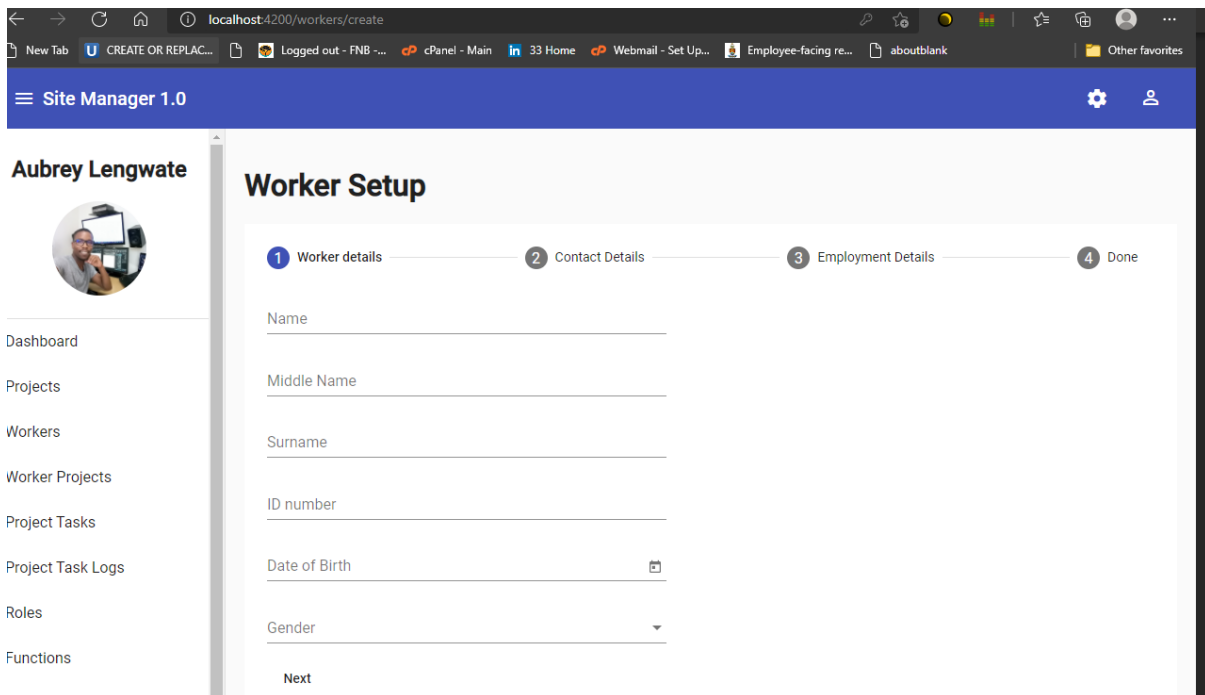 localhost:4200/workers/create
New Tab U CREATE OR REPLAC... Logged out - FNB -... cP cPanel - Main in 33 Home cP Webmail - Set Up... Employee-facing re... aboutblank Other favorites
Site Manager 1.0
Aubrey Lengwate
Worker Setup
1 Worker details 2 Contact Details 3 Employment Details 4 Done
Name
Dashboard
Middle Name
Projects
Workers
Surname
Worker Projects
ID number
Project Tasks
Project Task Logs
Date of Birth
Roles
Gender
Functions
Next